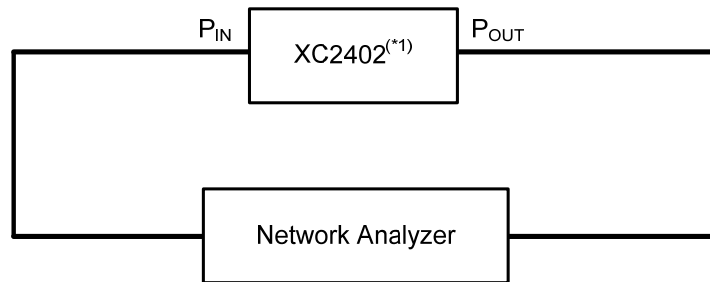 P_IN
XC2402^(*1)
P_OUT
Network Analyzer